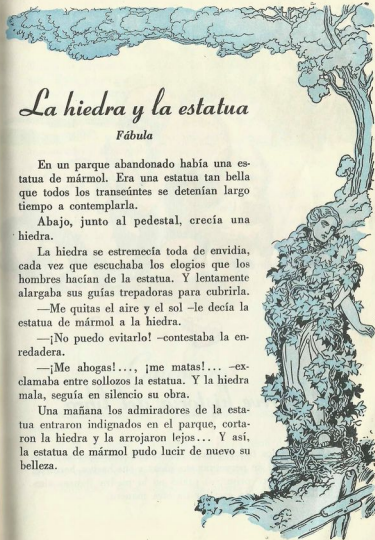 La hiedra y la estatua
Fábula
En un parque abandonado había una es-
tatua de mármol. Era una estatua tan bella
que todos los transeúntes se detenían largo
tiempo a contemplarla.
Abajo, junto al pedestal, crecía una
hiedra.
La hiedra se estremecía toda de envidia,
cada vez que escuchaba los elogios que los
hombres hacían de la estatua. Y lentamente
alargaba sus guías trepadoras para cubrirla.
—Me quitas el aire y el sol —le decía la
estatua de mármol a la hiedra.
—¡No puedo evitarlo! —contestaba la en-
redadera.
—¡Me ahogas!..., ¡me matas!... —ex-
clamaba entre sollozos la estatua. Y la hiedra
mala, seguía en silencio su obra.
Una mañana los admiradores de la esta-
tua entraron indignados en el parque, corta-
ron la hiedra y la arrojaron lejos... Y así,
la estatua de mármol pudo lucir de nuevo su
belleza.